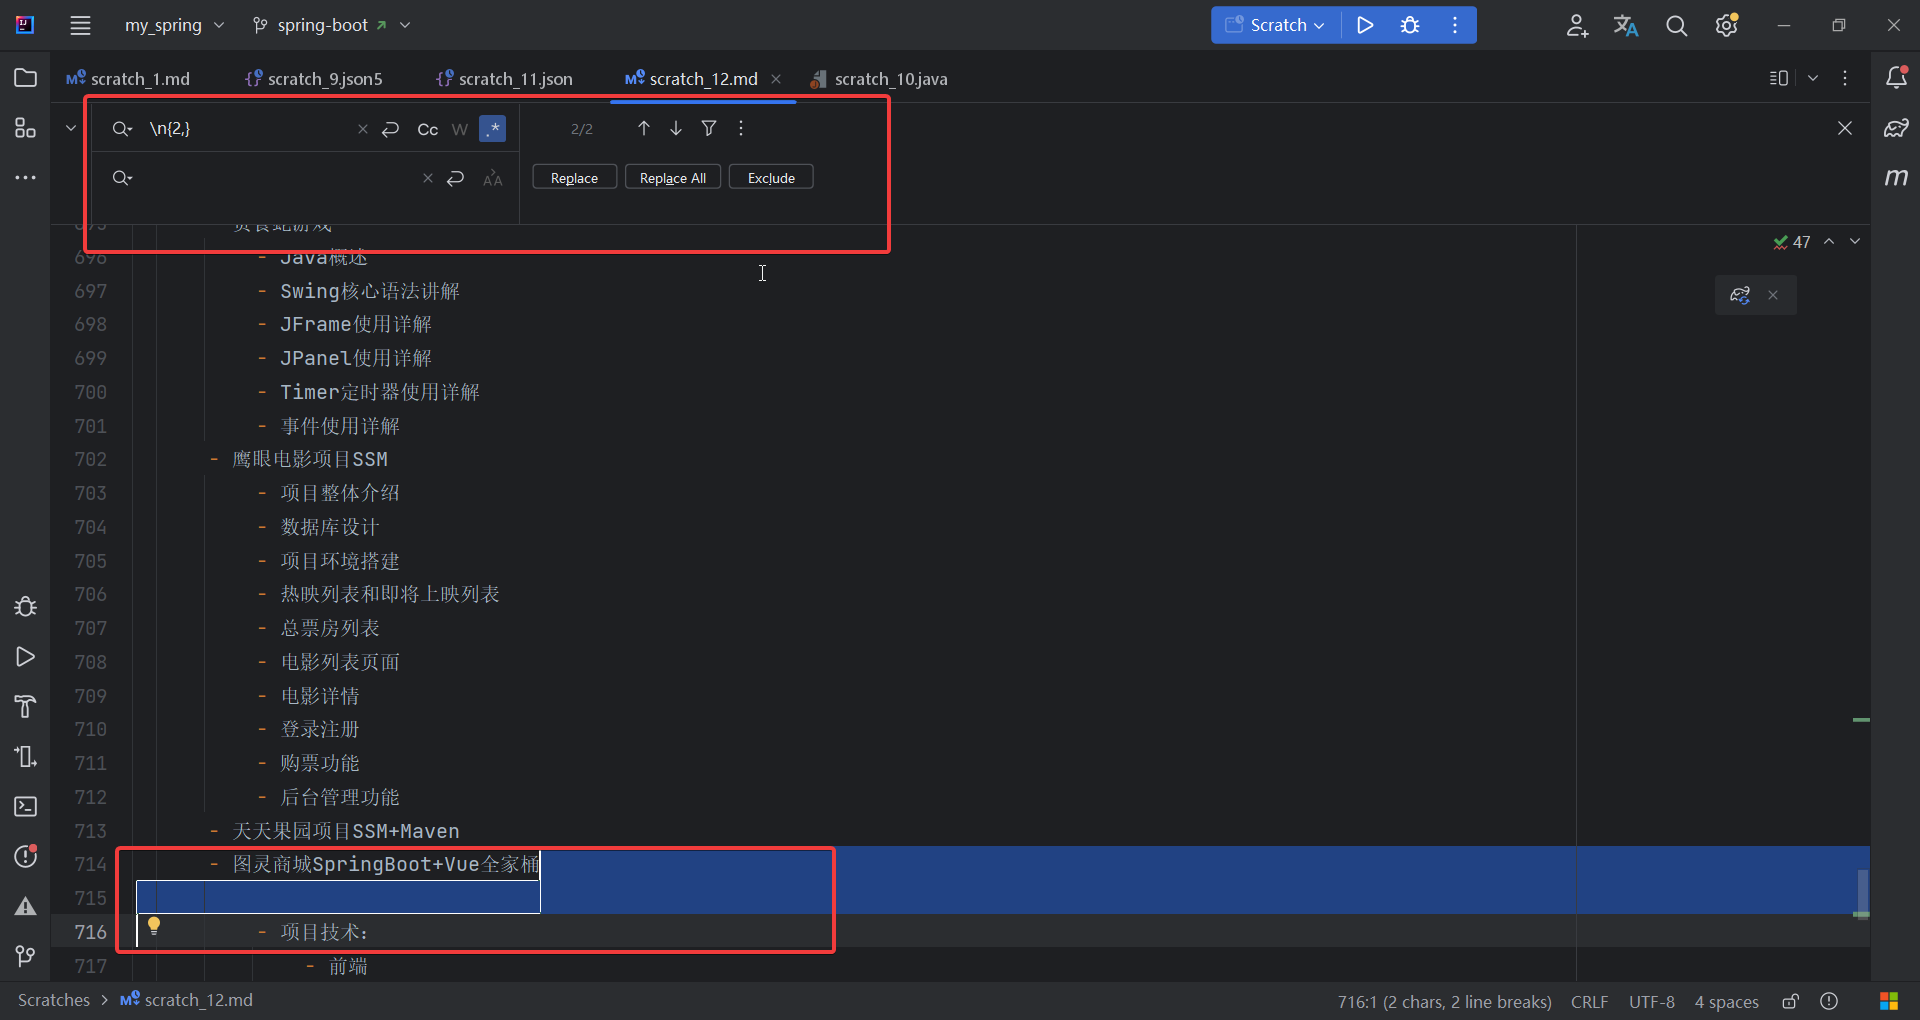 my_spring
spring-boot
Scratch
scratch_1.md
scratch_9.json5
scratch_11.json
scratch_12.md
scratch_10.java
\n{2,}
Cc
W
.*
2/2
Replace
Replace All
Exclude
m
695 贪食蛇游戏
47
696 - Java概述
697 - Swing核心语法讲解
698 - JFrame使用详解
699 - JPanel使用详解
700 - Timer定时器使用详解
701 - 事件使用详解
702 - 鹰眼电影项目SSM
703 - 项目整体介绍
704 - 数据库设计
705 - 项目环境搭建
706 - 热映列表和即将上映列表
707 - 总票房列表
708 - 电影列表页面
709 - 电影详情
710 - 登录注册
711 - 购票功能
712 - 后台管理功能
713 - 天天果园项目SSM+Maven
714 - 图灵商城SpringBoot+Vue全家桶
715
716 - 项目技术:
717 - 前端
Scratches > scratch_12.md
716:1 (2 chars, 2 line breaks)
CRLF
UTF-8
4 spaces